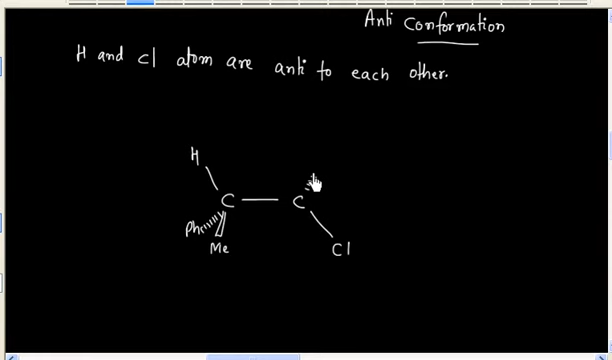 Anti Conformation
H and Cl atom are anti to each other.
H
C C
Ph
Me Cl